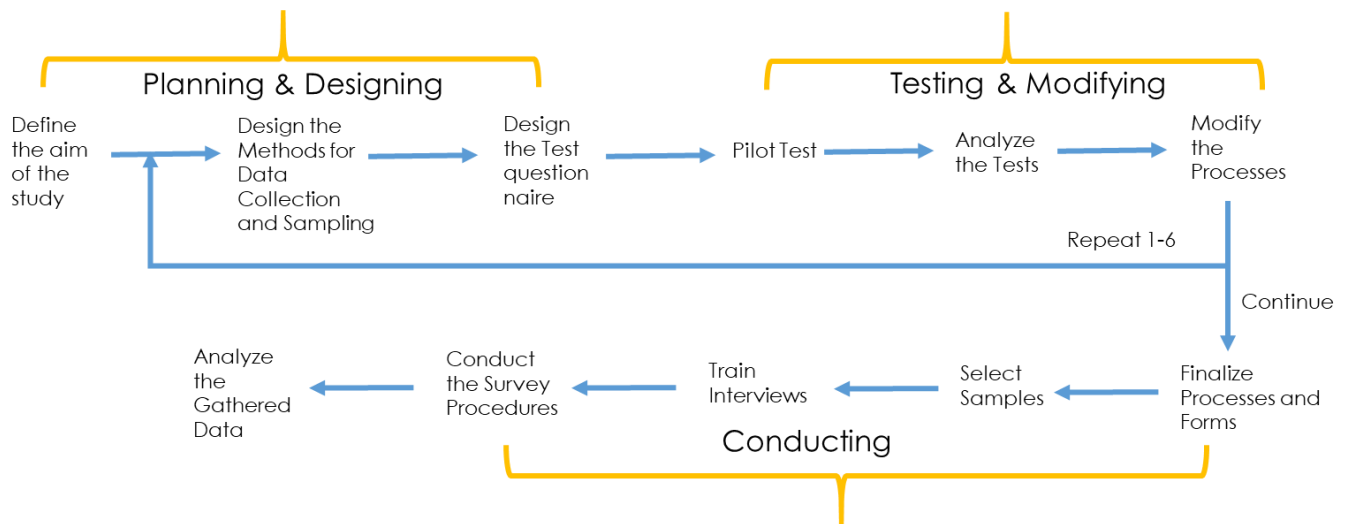 Planning & Designing
Testing & Modifying
Define
the aim
of the
study
Design the
Methods for
Data
Collection
and Sampling
Design
the Test
question
naire
Pilot Test
Analyze
the Tests
Modify
the
Processes
Repeat 1-6
Continue
Finalize
Processes and
Forms
Select
Samples
Train
Interviews
Conduct
the Survey
Procedures
Analyze
the
Gathered
Data
Conducting